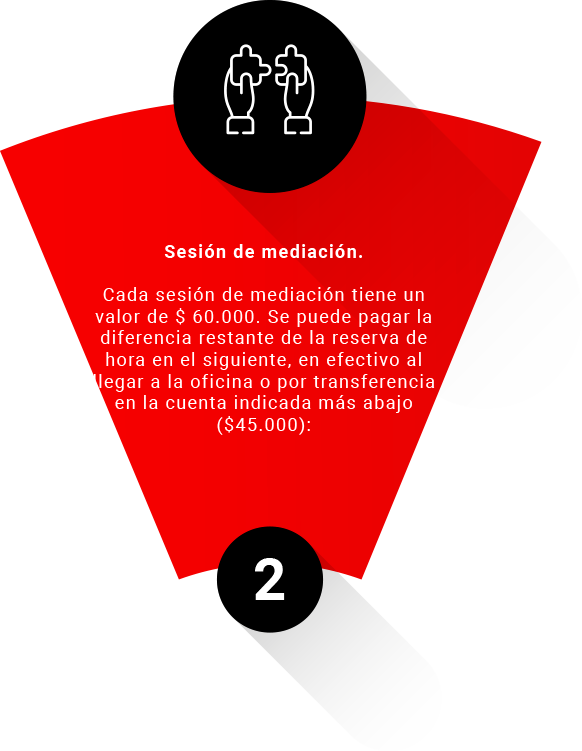 Sesión de mediación.
Cada sesión de mediación tiene un
valor de $ 60.000. Se puede pagar la
diferencia restante de la reserva de
hora en el siguiente, en efectivo al
llegar a la oficina o por transferencia
en la cuenta indicada más abajo
($45.000):
2